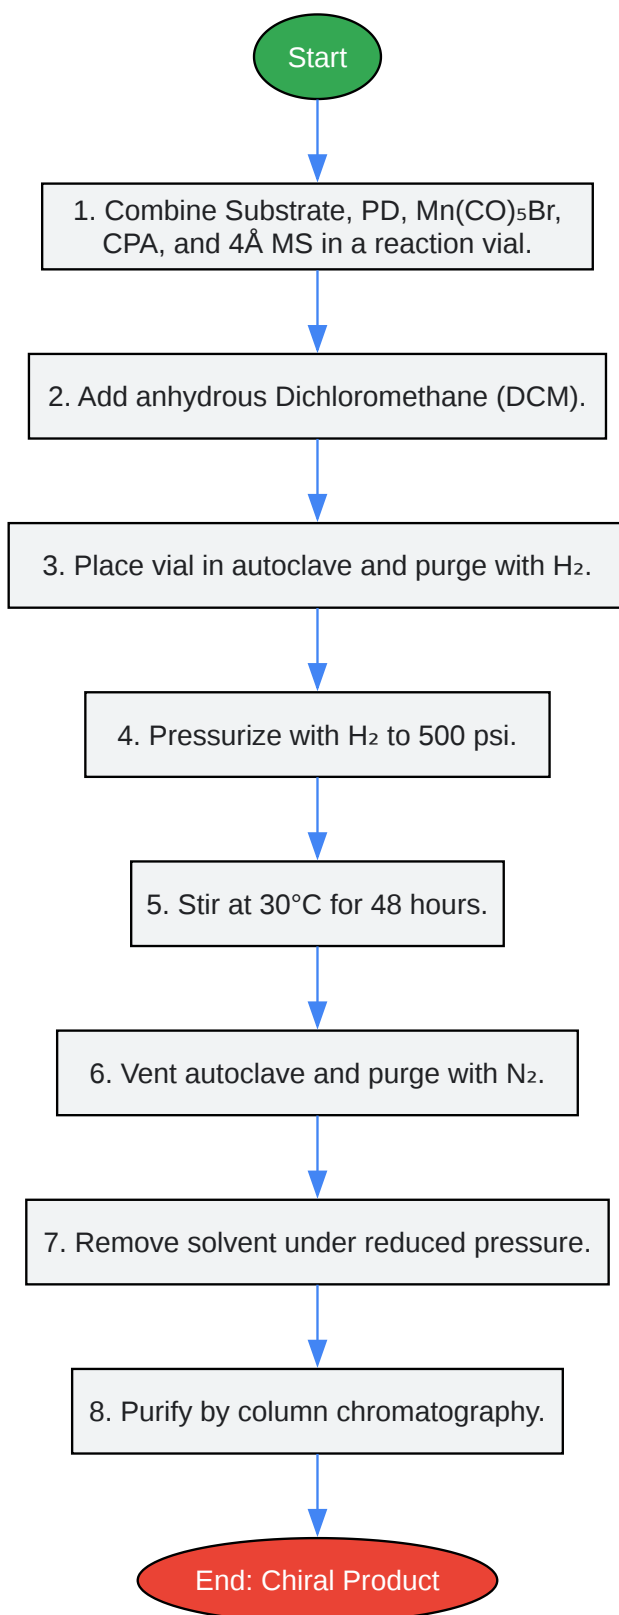 Start
1. Combine Substrate, PD, Mn(CO)₅Br,
CPA, and 4Å MS in a reaction vial.
2. Add anhydrous Dichloromethane (DCM).
3. Place vial in autoclave and purge with H₂.
4. Pressurize with H₂ to 500 psi.
5. Stir at 30°C for 48 hours.
6. Vent autoclave and purge with N₂.
7. Remove solvent under reduced pressure.
8. Purify by column chromatography.
End: Chiral Product